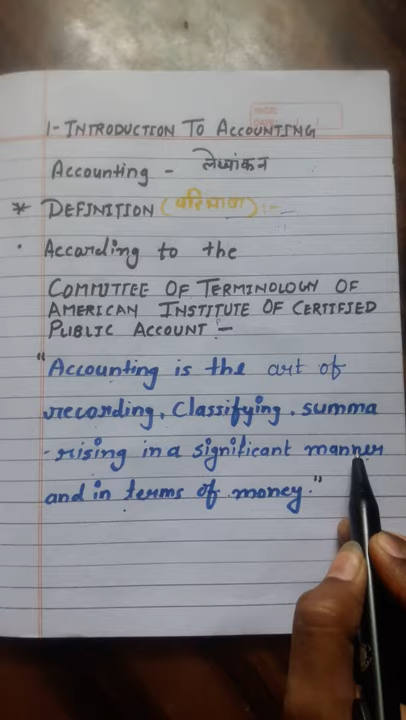 1- INTRODUCTION TO ACCOUNTING
Accounting - लेखांकन
* DEFINITION (परिभाषा) :-
· According to the
COMMITTEE OF TERMINOLOGY OF
AMERICAN INSTITUTE OF CERTIFIED
PUBLIC ACCOUNT :-
"Accounting is the art of
recording, Classifying, summa
-rising in a significant manner
and in terms of money."